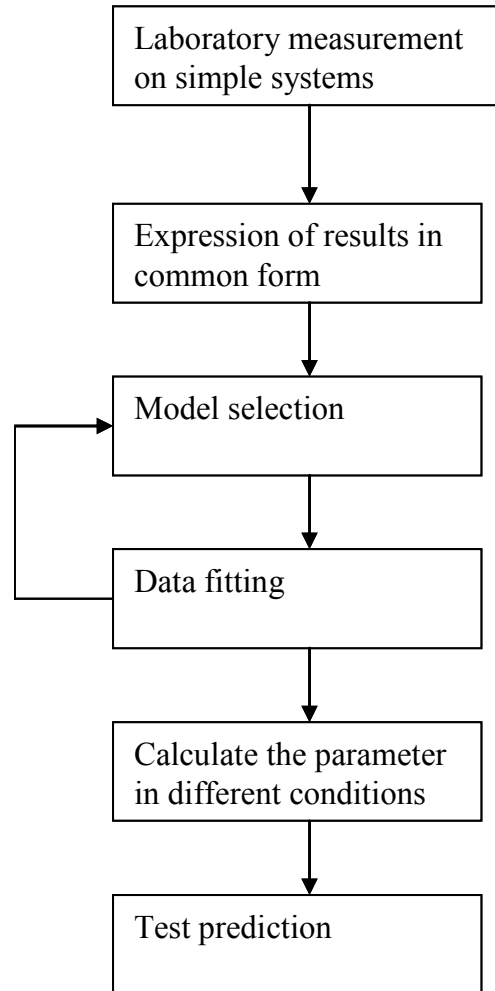 Laboratory measurement
on simple systems
Expression of results in
common form
Model selection
Data fitting
Calculate the parameter
in different conditions
Test prediction